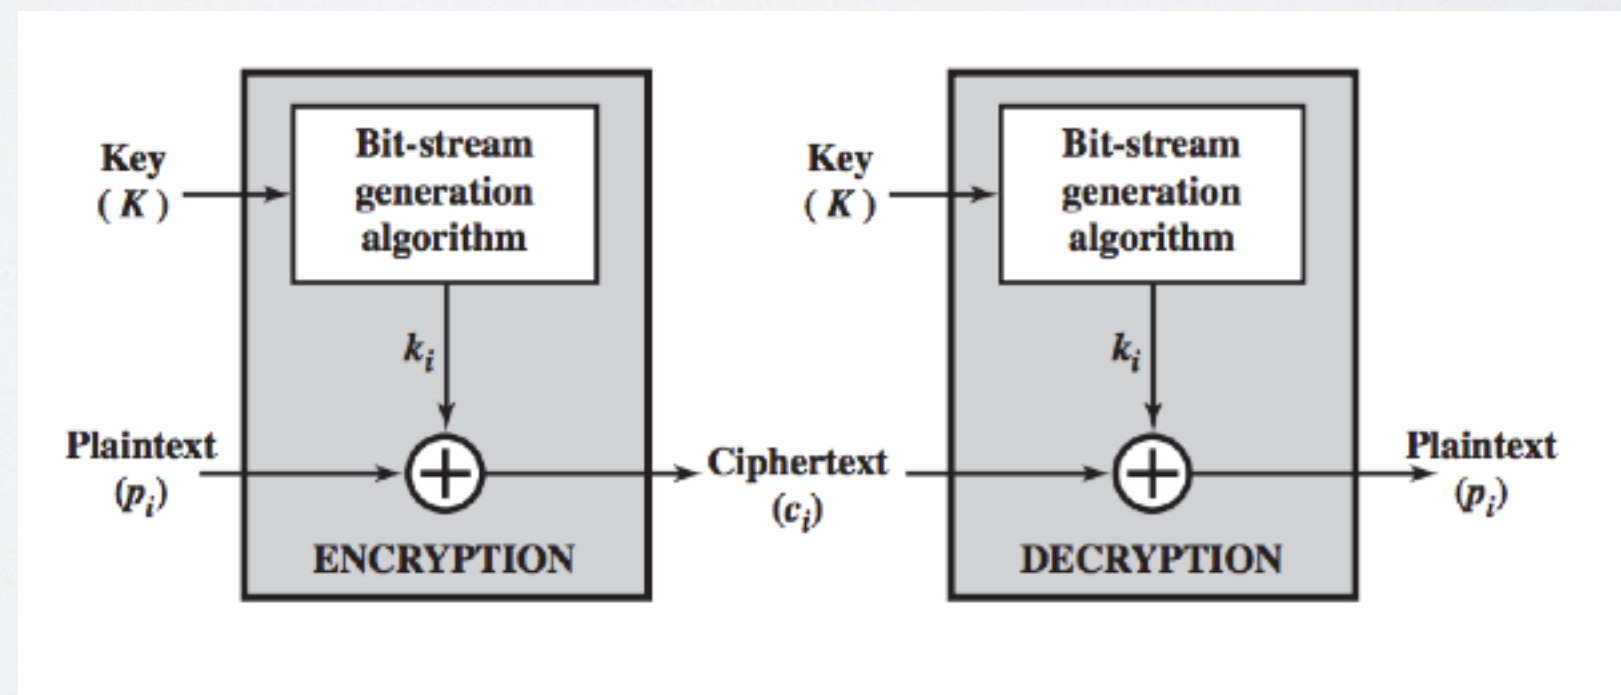 Key
( K )
Bit-stream
generation
algorithm
k_i
Plaintext
(p_i)
ENCRYPTION
Ciphertext
(c_i)
Key
( K )
Bit-stream
generation
algorithm
k_i
DECRYPTION
Plaintext
(p_i)